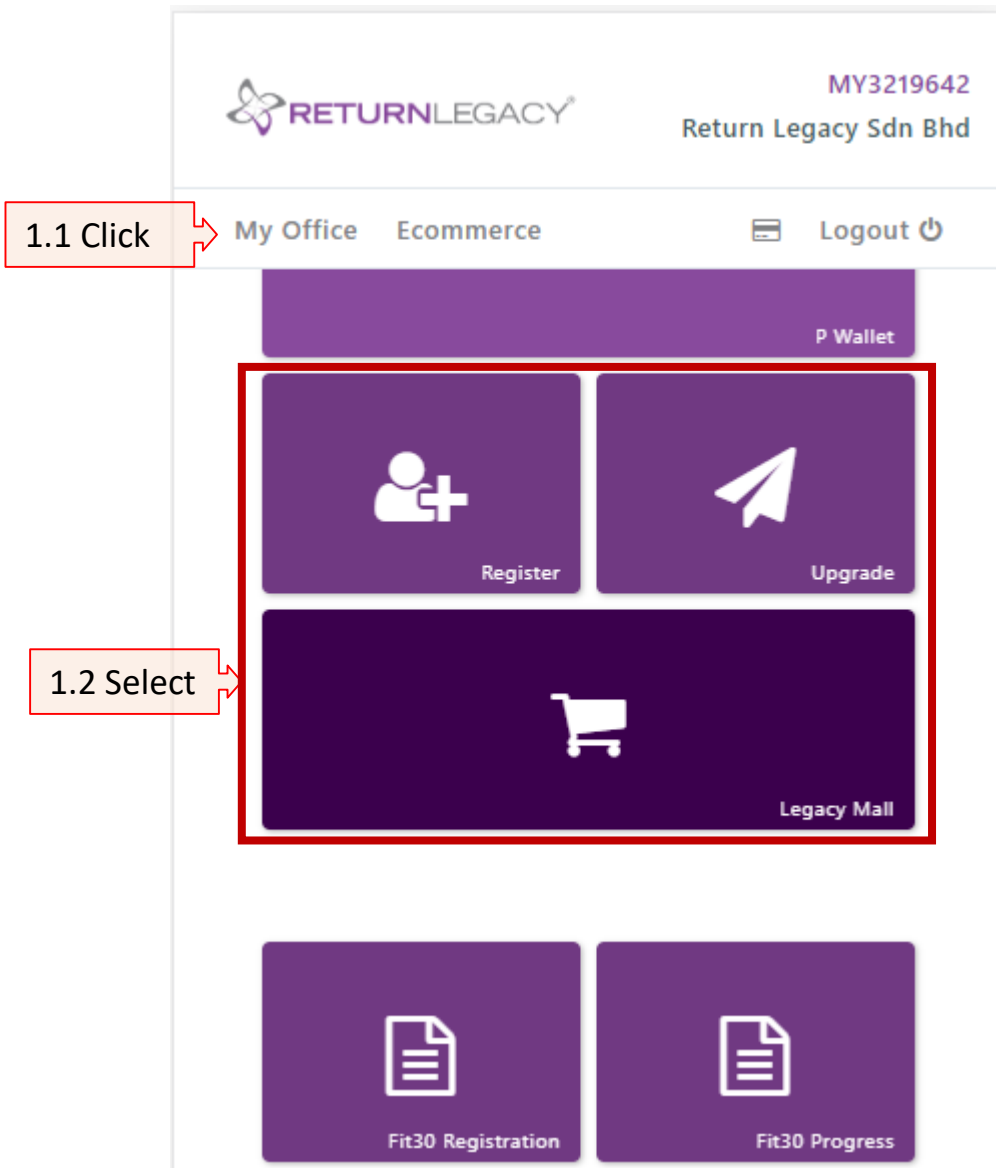 MY3219642
RETURNLEGACY®
Return Legacy Sdn Bhd
1.1 Click
My Office Ecommerce Logout
P Wallet
Register Upgrade
1.2 Select
Legacy Mall
Fit30 Registration Fit30 Progress